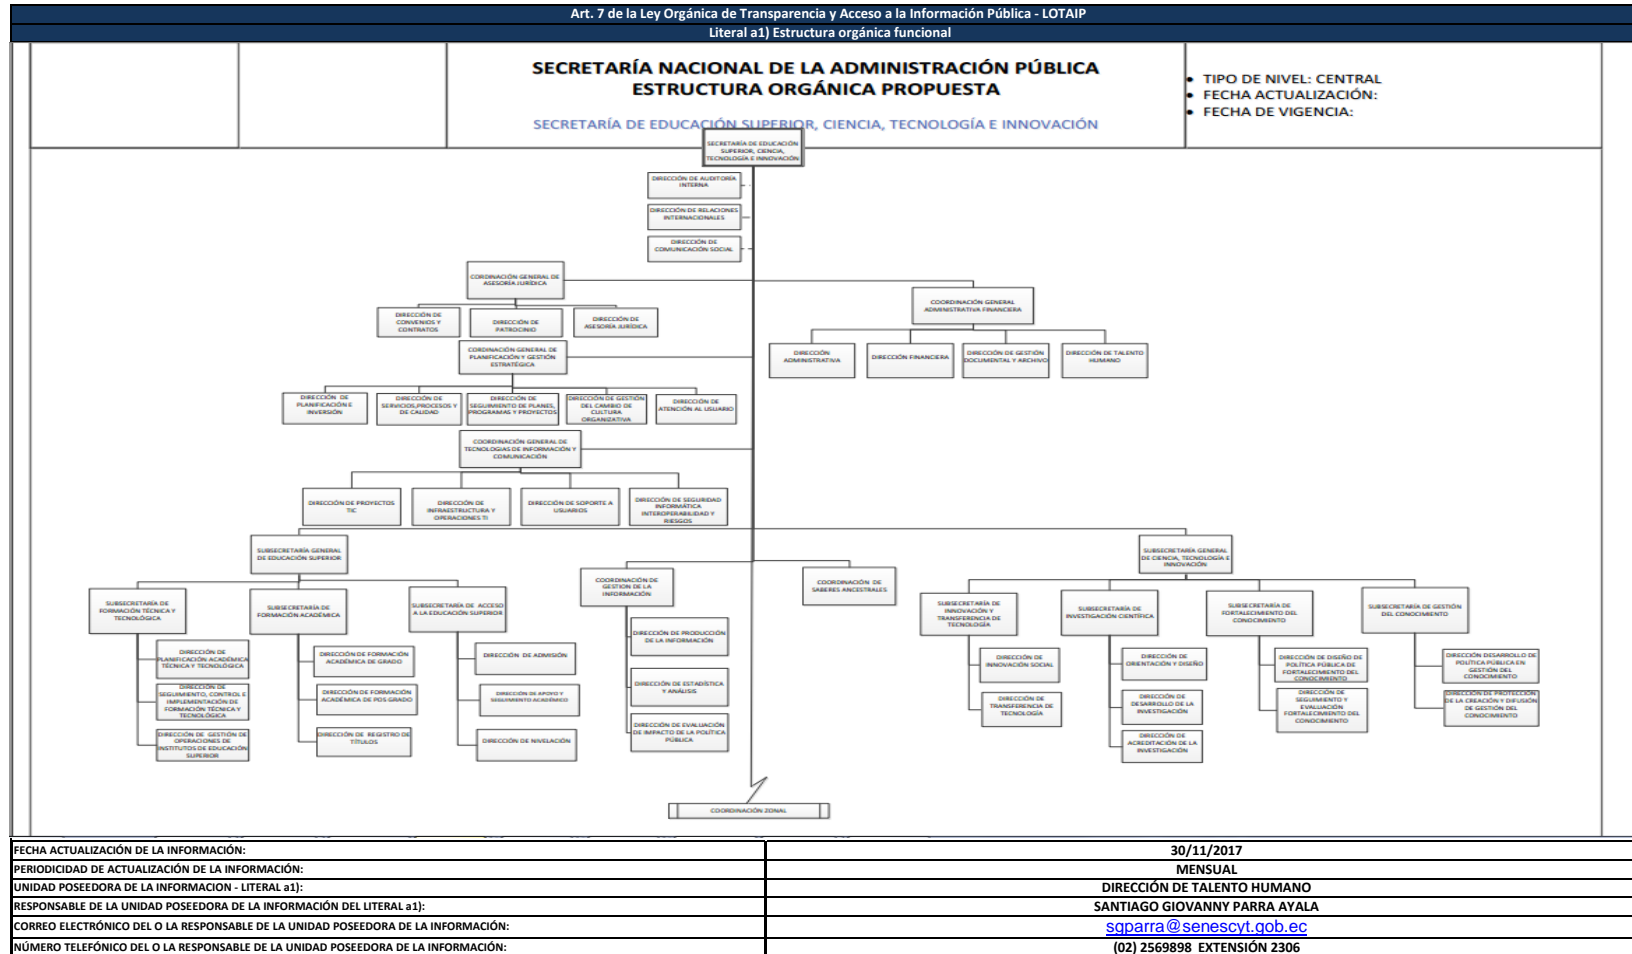 Art. 7 de la Ley Orgánica de Transparencia y Acceso a la Información Pública - LOTAIP
Literal a1) Estructura orgánica funcional
SECRETARÍA NACIONAL DE LA ADMINISTRACIÓN PÚBLICA
ESTRUCTURA ORGÁNICA PROPUESTA
SECRETARÍA DE EDUCACIÓN SUPERIOR, CIENCIA, TECNOLOGÍA E INNOVACIÓN
• TIPO DE NIVEL: CENTRAL
• FECHA ACTUALIZACIÓN:
• FECHA DE VIGENCIA:
SECRETARÍA DE EDUCACIÓN
SUPERIOR, CIENCIA,
TECNOLOGÍA E INNOVACIÓN
DIRECCIÓN DE AUDITORÍA
INTERNA
DIRECCIÓN DE RELACIONES
INTERNACIONALES
DIRECCIÓN DE
COMUNICACIÓN SOCIAL
CORDINACIÓN GENERAL DE
ASESORÍA JURÍDICA
COORDINACIÓN GENERAL
ADMINISTRATIVA FINANCIERA
DIRECCIÓN DE
CONVENIOS Y
CONTRATOS
DIRECCIÓN DE
PATROCINIO
DIRECCIÓN DE
ASESORÍA JURÍDICA
DIRECCIÓN
ADMINISTRATIVA
DIRECCIÓN FINANCIERA
DIRECCIÓN DE GESTIÓN
DOCUMENTAL Y ARCHIVO
DIRECCIÓN DE TALENTO
HUMANO
CORDINACIÓN GENERAL DE
PLANIFICACIÓN Y GESTIÓN
ESTRATÉGICA
DIRECCIÓN DE
PLANIFICACIÓN E
INVERSIÓN
DIRECCIÓN DE
SERVICIOS,PROCESOS Y
DE CALIDAD
DIRECCIÓN DE
SEGUIMIENTO DE PLANES,
PROGRAMAS Y PROYECTOS
DIRECCIÓN DE GESTIÓN
DEL CAMBIO DE
CULTURA
ORGANIZATIVA
DIRECCIÓN DE
ATENCIÓN AL USUARIO
COORDINACIÓN GENERAL DE
TECNOLOGIAS DE INFORMACIÓN Y
COMUNICACIÓN
DIRECCIÓN DE PROYECTOS
TIC
DIRECCIÓN DE
INFRAESTRUCTURA Y
OPERACIONES TI
DIRECCIÓN DE SOPORTE A
USUARIOS
DIRECCIÓN DE SEGURIDAD
INFORMÁTICA
INTEROPERABILIDAD Y
RIESGOS
SUBSECRETARÍA GENERAL
DE EDUCACIÓN SUPERIOR
SUBSECRETARÍA GENERAL
DE CIENCIA, TECNOLOGÍA E
INNOVACIÓN
COORDINACIÓN DE
GESTION DE LA
INFORMACIÓN
COORDINACIÓN DE
SABERES ANCESTRALES
SUBSECRETARÍA DE
FORMACIÓN TÉCNICA Y
TECNOLÓGICA
SUBSECRETARÍA DE
FORMACIÓN ACADÉMICA
SUBSECRETARÍA DE ACCESO
A LA EDUCACIÓN SUPERIOR
SUBSECRETARÍA DE
INNOVACIÓN Y
TRANSFERENCIA DE
TECNOLOGÍA
SUBSECRETARÍA DE
INVESTIGACIÓN CIENTÍFICA
SUBSECRETARÍA DE
FORTALECIMIENTO DEL
CONOCIMIENTO
SUBSECRETARÍA DE GESTIÓN
DEL CONOCIMIENTO
DIRECCIÓN DE
PLANIFICACIÓN ACADÉMICA
TÉCNICA Y TECNOLÓGICA
DIRECCIÓN DE
SEGUIMIENTO, CONTROL E
IMPLEMENTACIÓN DE
FORMACIÓN TÉCNICA Y
TECNOLÓGICA
DIRECCIÓN DE GESTIÓN DE
OPERACIONES DE
INSTITUTOS DE EDUCACIÓN
SUPERIOR
DIRECCIÓN DE FORMACIÓN
ACADÉMICA DE GRADO
DIRECCIÓN DE FORMACIÓN
ACADÉMICA DE POS GRADO
DIRECCIÓN DE REGISTRO DE
TÍTULOS
DIRECCIÓN DE ADMISIÓN
DIRECCIÓN DE APOYO Y
SEGUIMIENTO ACADÉMICO
DIRECCIÓN DE NIVELACIÓN
DIRECCIÓN DE PRODUCCIÓN
DE LA INFORMACIÓN
DIRECCIÓN DE ESTADÍSTICA
Y ANÁLISIS
DIRECCIÓN DE EVALUACIÓN
DE IMPACTO DE LA POLÍTICA
PÚBLICA
DIRECCIÓN DE
INNOVACIÓN SOCIAL
DIRECCIÓN DE
TRANSFERENCIA DE
TECNOLOGÍA
DIRECCIÓN DE
ORIENTACIÓN Y DISEÑO
DIRECCIÓN DE
DESARROLLO DE LA
INVESTIGACIÓN
DIRECCIÓN DE
ACREDITACIÓN DE LA
INVESTIGACIÓN
DIRECCIÓN DE DISEÑO DE
POLÍTICA PÚBLICA DE
FORTALECIMIENTO DEL
CONOCIMIENTO
DIRECCIÓN DE
SEGUIMIENTO Y
EVALUACIÓN
FORTALECIMIENTO DEL
CONOCIMIENTO
DIRECCIÓN DESARROLLO DE
POLÍTICA PÚBLICA EN
GESTIÓN DEL
CONOCIMIENTO
DIRECCIÓN DE PROTECCIÓN
DE LA CREACIÓN Y DIFUSIÓN
DE GESTIÓN DEL
CONOCIMIENTO
COORDINACIÓN ZONAL
FECHA ACTUALIZACIÓN DE LA INFORMACIÓN: 30/11/2017
PERIODICIDAD DE ACTUALIZACIÓN DE LA INFORMACIÓN: MENSUAL
UNIDAD POSEEDORA DE LA INFORMACION - LITERAL a1): DIRECCIÓN DE TALENTO HUMANO
RESPONSABLE DE LA UNIDAD POSEEDORA DE LA INFORMACIÓN DEL LITERAL a1): SANTIAGO GIOVANNY PARRA AYALA
CORREO ELECTRÓNICO DEL O LA RESPONSABLE DE LA UNIDAD POSEEDORA DE LA INFORMACIÓN: sgparra@senescyt.gob.ec
NÚMERO TELEFÓNICO DEL O LA RESPONSABLE DE LA UNIDAD POSEEDORA DE LA INFORMACIÓN: (02) 2569898 EXTENSIÓN 2306